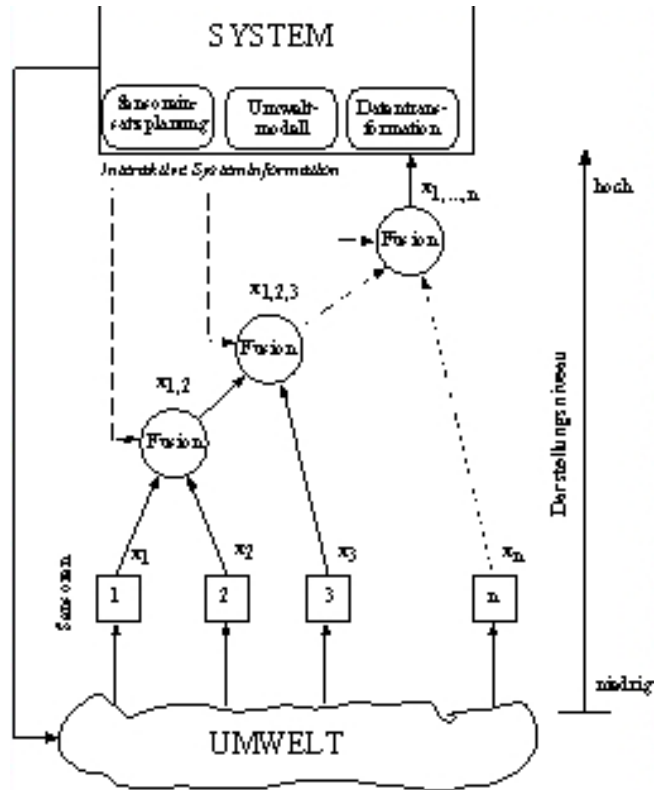 SYSTEM
Sensorein-
satzplanung
Umwelt-
modell
Datentrans-
formation
Interaktive Systeminformation
x1,...,n
hoch
Fusion
x1,2,3
Fusion
x1,2
Fusion
Darstellungsniveau
x1
x2
x3
xn
Sensoren
1
2
3
n
niedrig
UMWELT